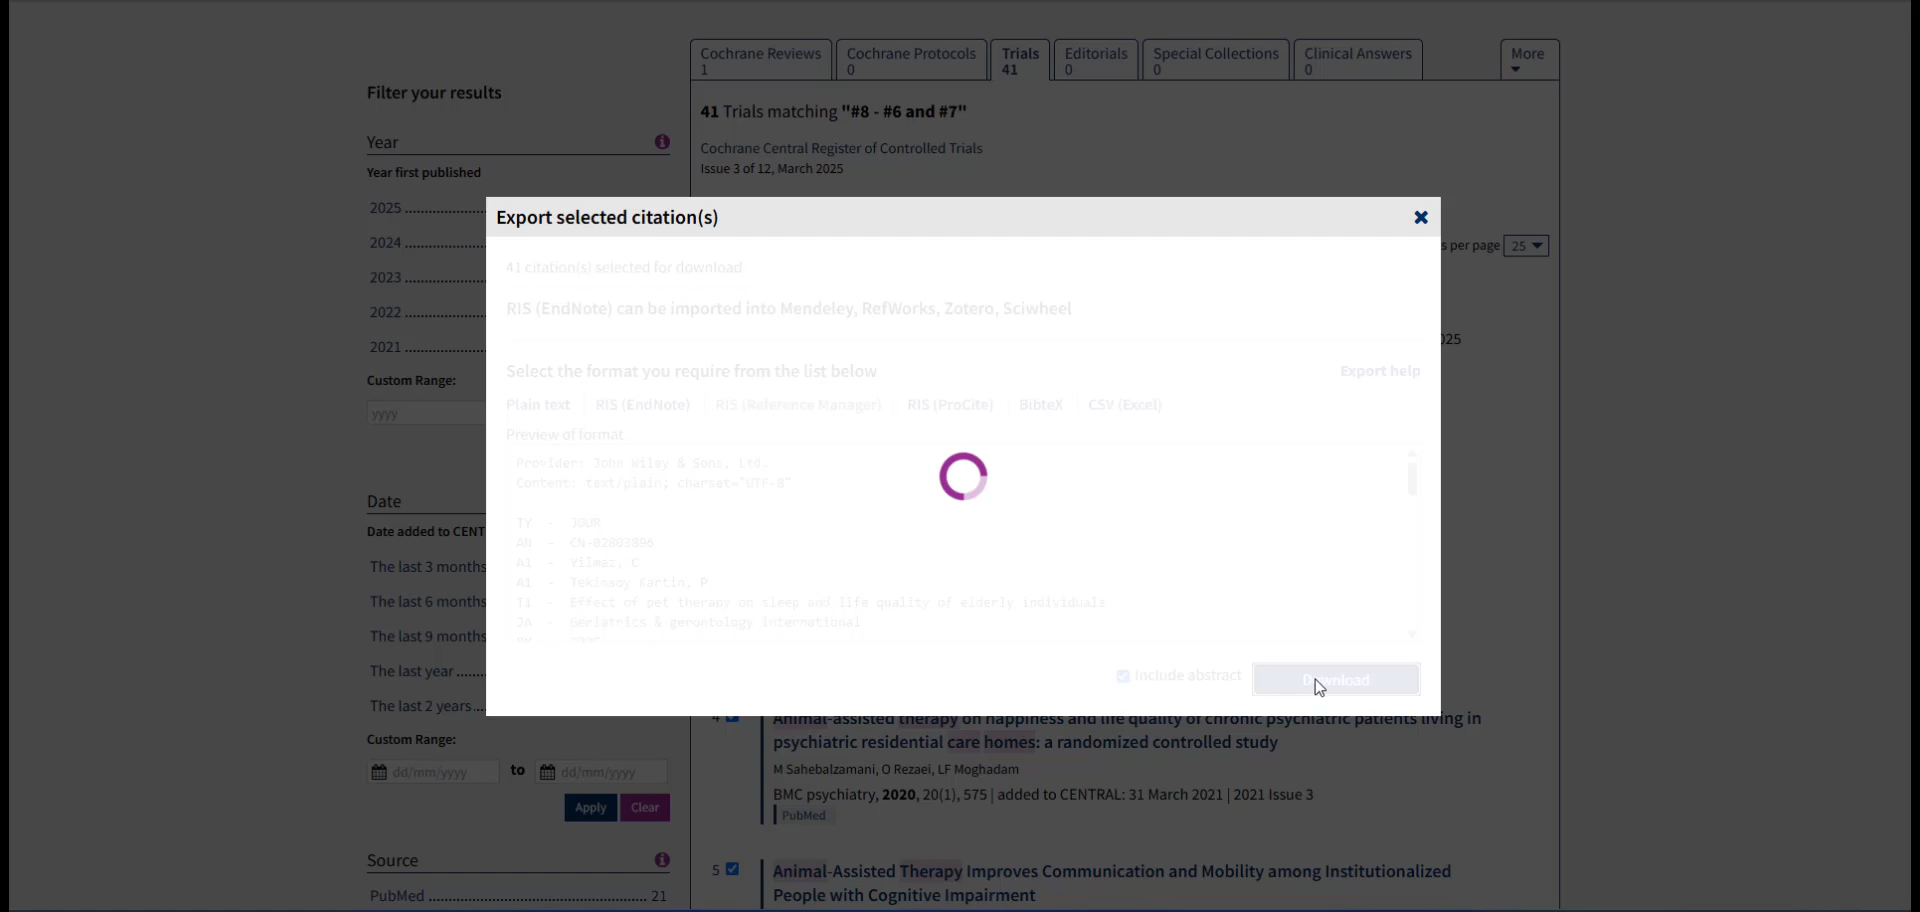 Cochrane Reviews
1
Cochrane Protocols
0
Trials
41
Editorials
0
Special Collections
0
Clinical Answers
0
More
Filter your results
41 Trials matching "#8 - #6 and #7"
Year
Cochrane Central Register of Controlled Trials
Issue 3 of 12, March 2025
Year first published
2025
2024
2023
2022
2021
Custom Range:
yyyy
s per page 25
025
Export selected citation(s)
41 citation(s) selected for download
RIS (EndNote) can be imported into Mendeley, RefWorks, Zotero, Sciwheel
Select the format you require from the list below
Export help
Plain text
RIS (EndNote)
RIS (Reference Manager)
RIS (ProCite)
BibteX
CSV (Excel)
Preview of format
Provider: John Wiley & Sons, Ltd.
Content: text/plain; charset="UTF-8"
TY - JOUR
AN - CN-02803896
A1 - Yilmaz, C
A1 - Tekinsoy Kartin, P
T1 - Effect of pet therapy on sleep and life quality of elderly individuals
JA - Geriatrics & gerontology international
Include abstract
Download
Date
Date added to CENT
The last 3 months
The last 6 months
The last 9 months
The last year
The last 2 years
Custom Range:
dd/mm/yyyy to dd/mm/yyyy
Apply
Clear
Source
PubMed 21
4 Animal-assisted therapy on happiness and life quality of chronic psychiatric patients living in
psychiatric residential care homes: a randomized controlled study
M Sahebalzamani, O Rezaei, LF Moghadam
BMC psychiatry, 2020, 20(1), 575 | added to CENTRAL: 31 March 2021 | 2021 Issue 3
PubMed
5 Animal-Assisted Therapy Improves Communication and Mobility among Institutionalized
People with Cognitive Impairment